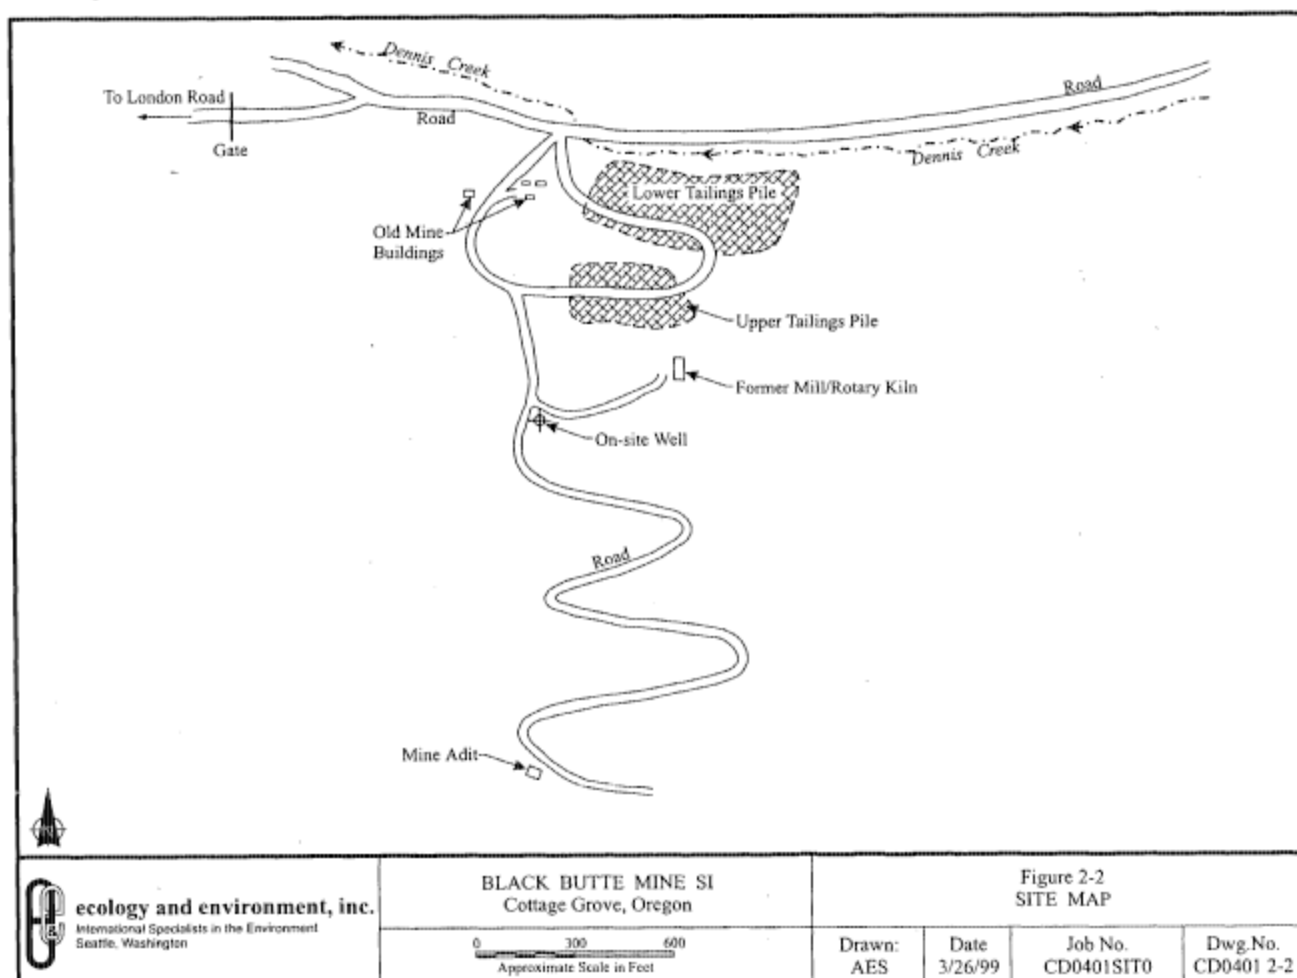 Dennis Creek
To London Road
Road
Road
Gate
Dennis Creek
Lower Tailings Pile
Old Mine
Buildings
Upper Tailings Pile
Former Mill/Rotary Kiln
On-site Well
Road
Mine Adit
N
ecology and environment, inc.
International Specialists in the Environment
Seattle, Washington
BLACK BUTTE MINE SI
Cottage Grove, Oregon
0 300 600
Approximate Scale in Feet
Figure 2-2
SITE MAP
Drawn:
AES
Date
3/26/99
Job No.
CD0401SIT0
Dwg.No.
CD0401 2-2